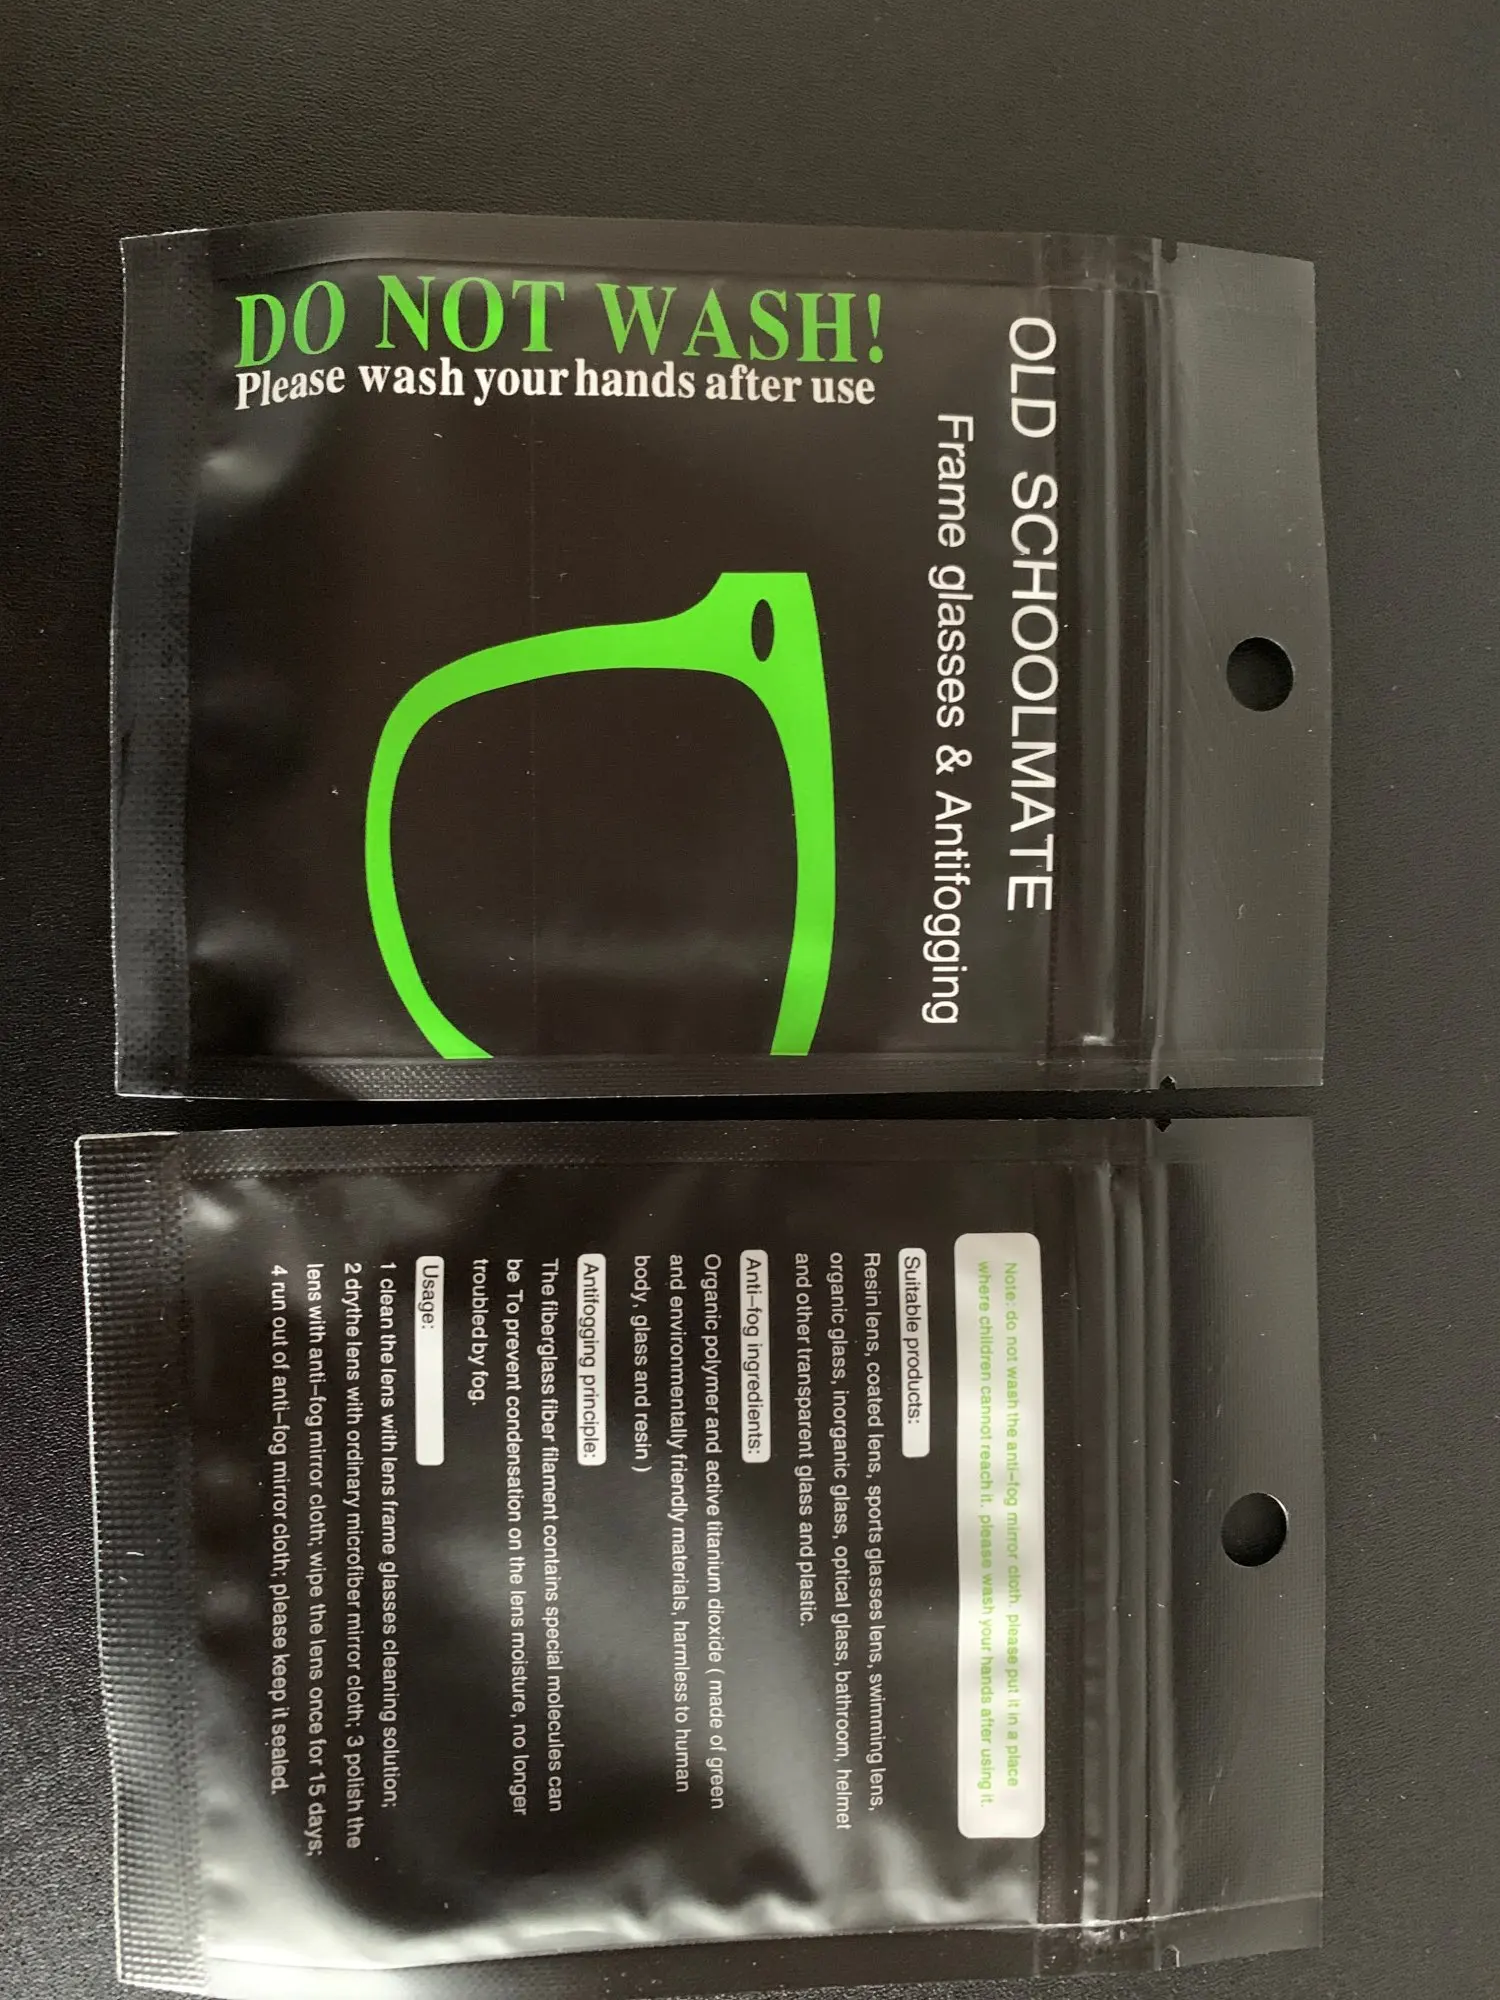 OLD SCHOOLMATE
Frame glasses & Antifogging
DO NOT WASH!
Please wash your hands after use
Note: do not wash the anti-fog mirror cloth. please put it in a place
where children cannot reach it. please wash your hands after using it.
Suitable products:
Resin lens, coated lens, sports glasses lens, swimming lens,
organic glass, inorganic glass, optical glass, bathroom, helmet
and other transparent glass and plastic.
Anti-fog ingredients:
Organic polymer and active titanium dioxide ( made of green
and environmentally friendly materials, harmless to human
body, glass and resin )
Antifogging principle:
The fiberglass fiber filament contains special molecules can
be To prevent condensation on the lens moisture, no longer
troubled by fog.
Usage:
1 clean the lens with lens frame glasses cleaning solution;
2 drythe lens with ordinary microfiber mirror cloth; 3 polish the
lens with anti-fog mirror cloth; wipe the lens once for 15 days;
4 run out of anti-fog mirror cloth; please keep it sealed.